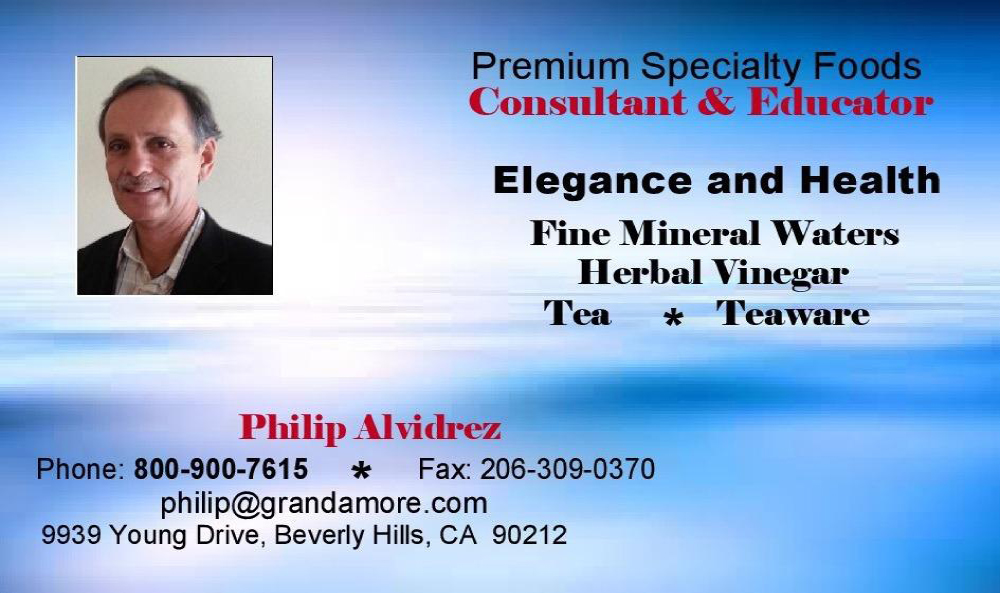 Premium Specialty Foods
Consultant & Educator
Elegance and Health
Fine Mineral Waters
Herbal Vinegar
Tea * Teaware
Philip Alvidrez
Phone: 800-900-7615 * Fax: 206-309-0370
philip@grandamore.com
9939 Young Drive, Beverly Hills, CA 90212